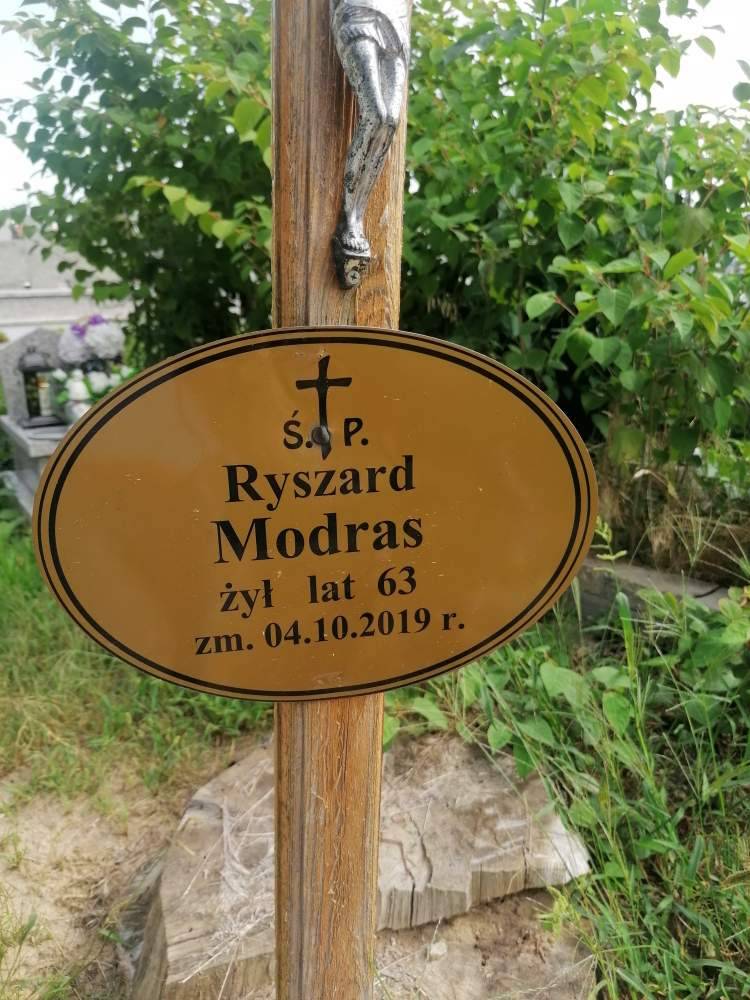 Ś. P.
Ryszard
Modras
żył lat 63
zm. 04.10.2019 r.